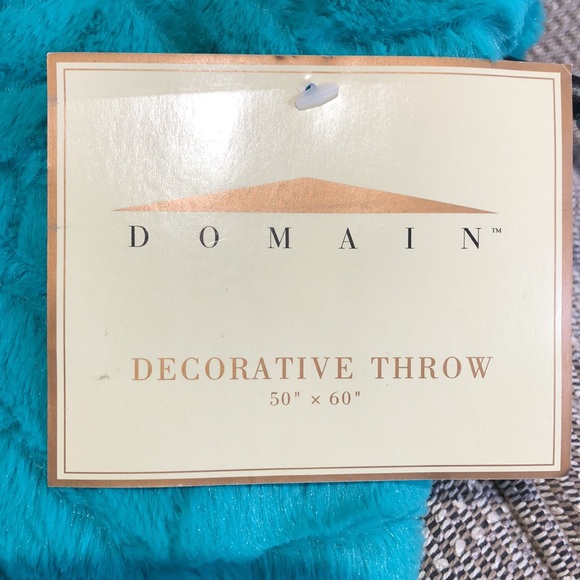 DOMAIN™
DECORATIVE THROW
50" × 60"